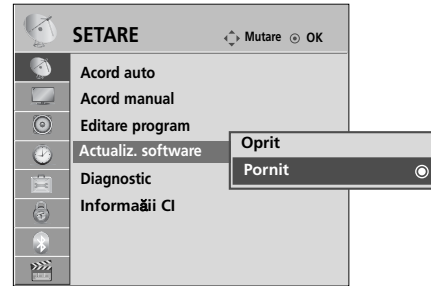 SETARE
Mutare OK
Acord auto
Acord manual
Editare program
Actualiz. software
Oprit
Pornit
Diagnostic
Informaăii CI